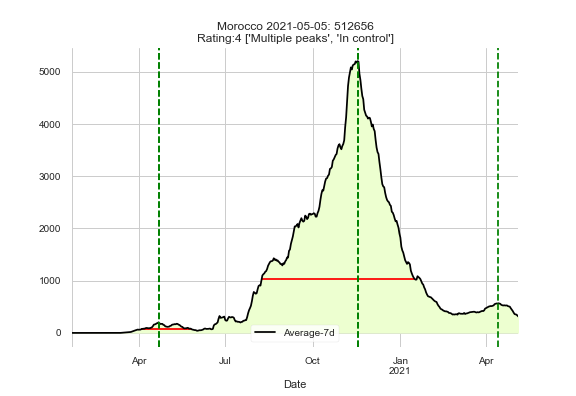 Morocco 2021-05-05: 512656
Rating:4 ['Multiple peaks', 'In control']
5000
4000
3000
2000
1000
0
Average-7d
Apr
Jul
Oct
Jan
2021
Apr
Date